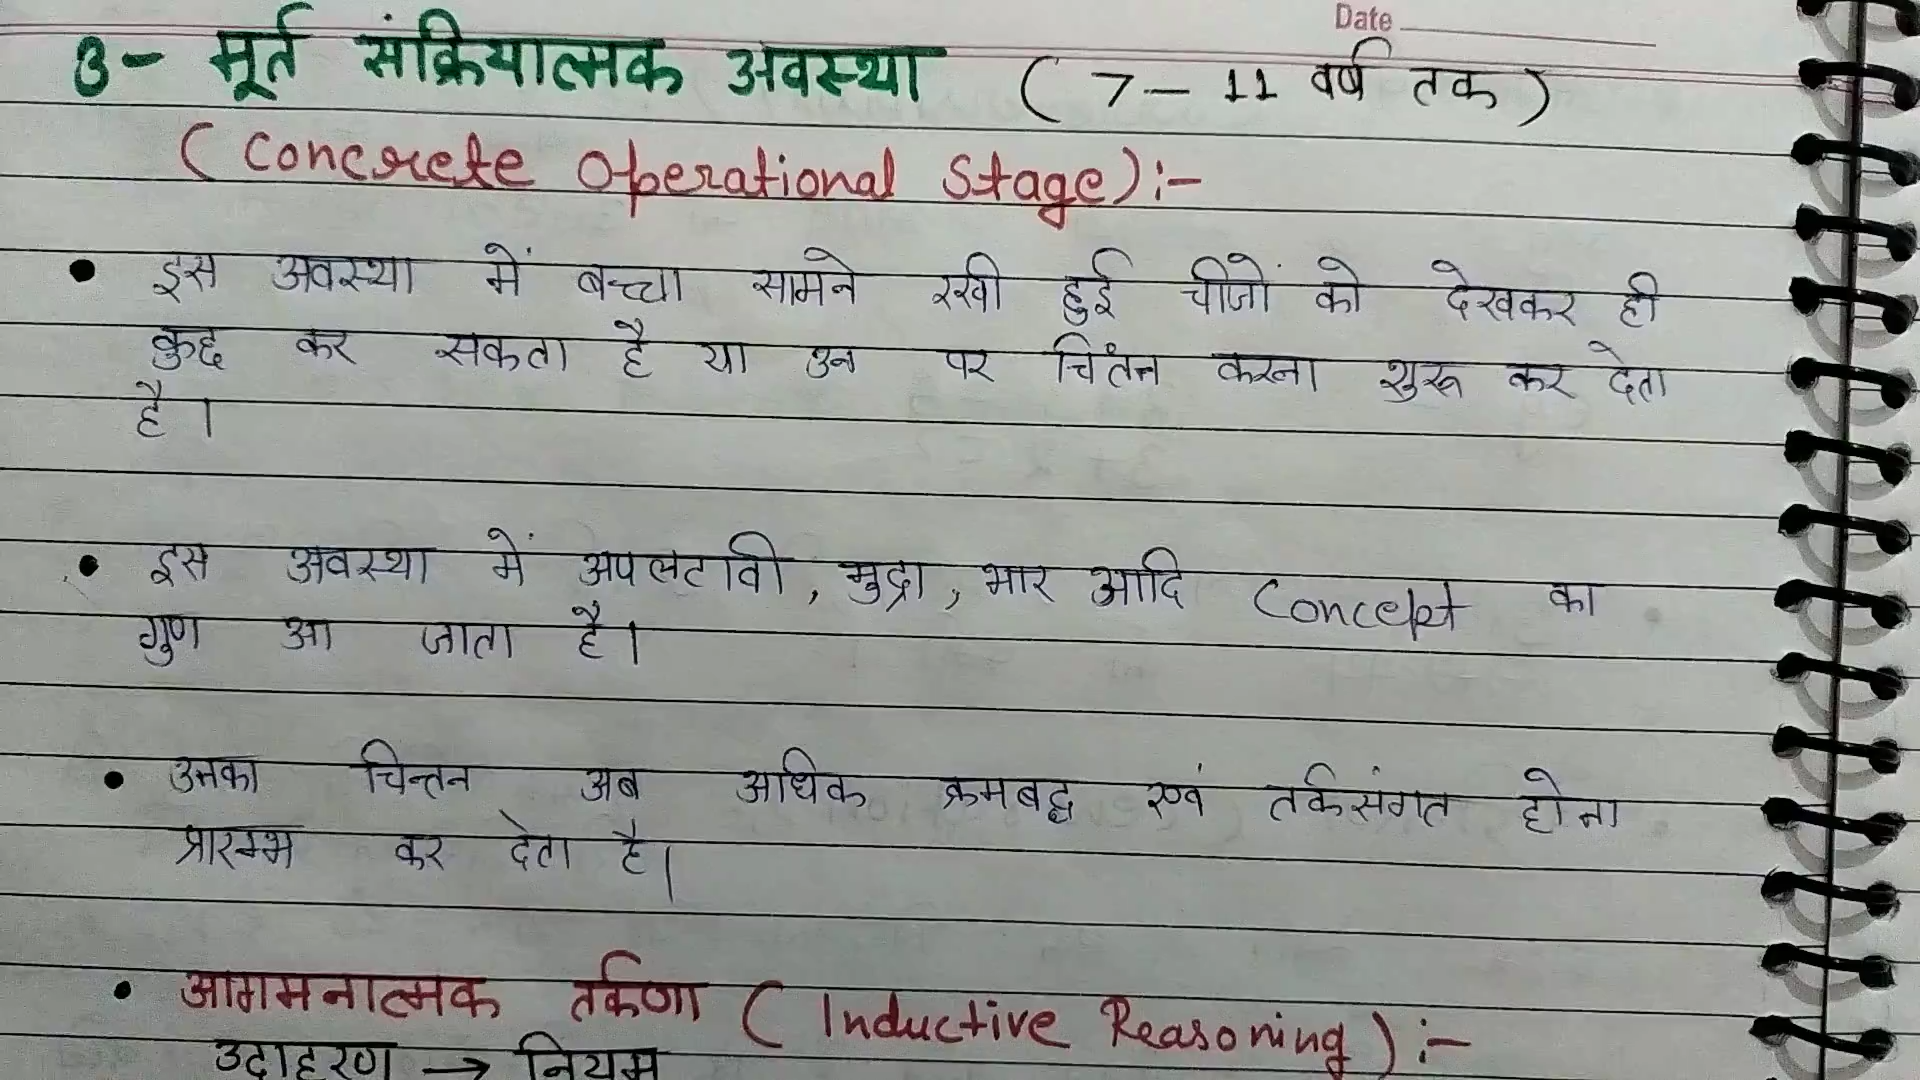 Date
3- मूर्त संक्रियात्मक अवस्था (7-11 वर्ष तक)
(Concrete Operational Stage):-
• इस अवस्था में बच्चा सामने रखी हुई चीजों को देखकर ही
कुछ कर सकता है या उन पर चिंतन करना शुरू कर देता
है।
• इस अवस्था में अपलटावी, मुद्रा, भार आदि Concept का
गुण आ जाता है।
• उनका चिन्तन अब अधिक क्रमबद्ध एवं तर्कसंगत होना
प्रारम्भ कर देता है।
• आगमनात्मक तर्कणा (Inductive Reasoning):-
उदाहरण → नियम